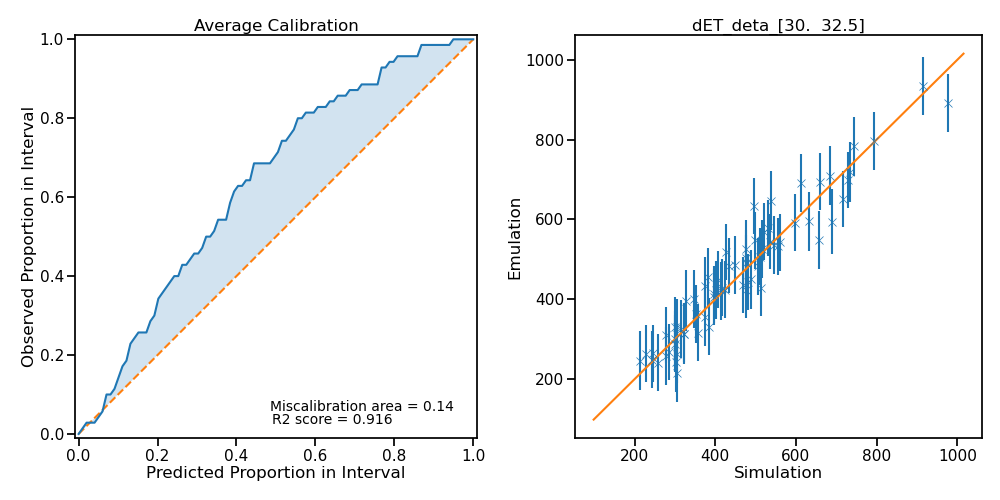 Average Calibration
1.0
0.8
0.6
0.4
0.2
0.0
Observed Proportion in Interval
Miscalibration area = 0.14
R2 score = 0.916
0.0 0.2 0.4 0.6 0.8 1.0
Predicted Proportion in Interval
dET deta [30. 32.5]
1000
800
600
400
200
Emulation
200 400 600 800 1000
Simulation